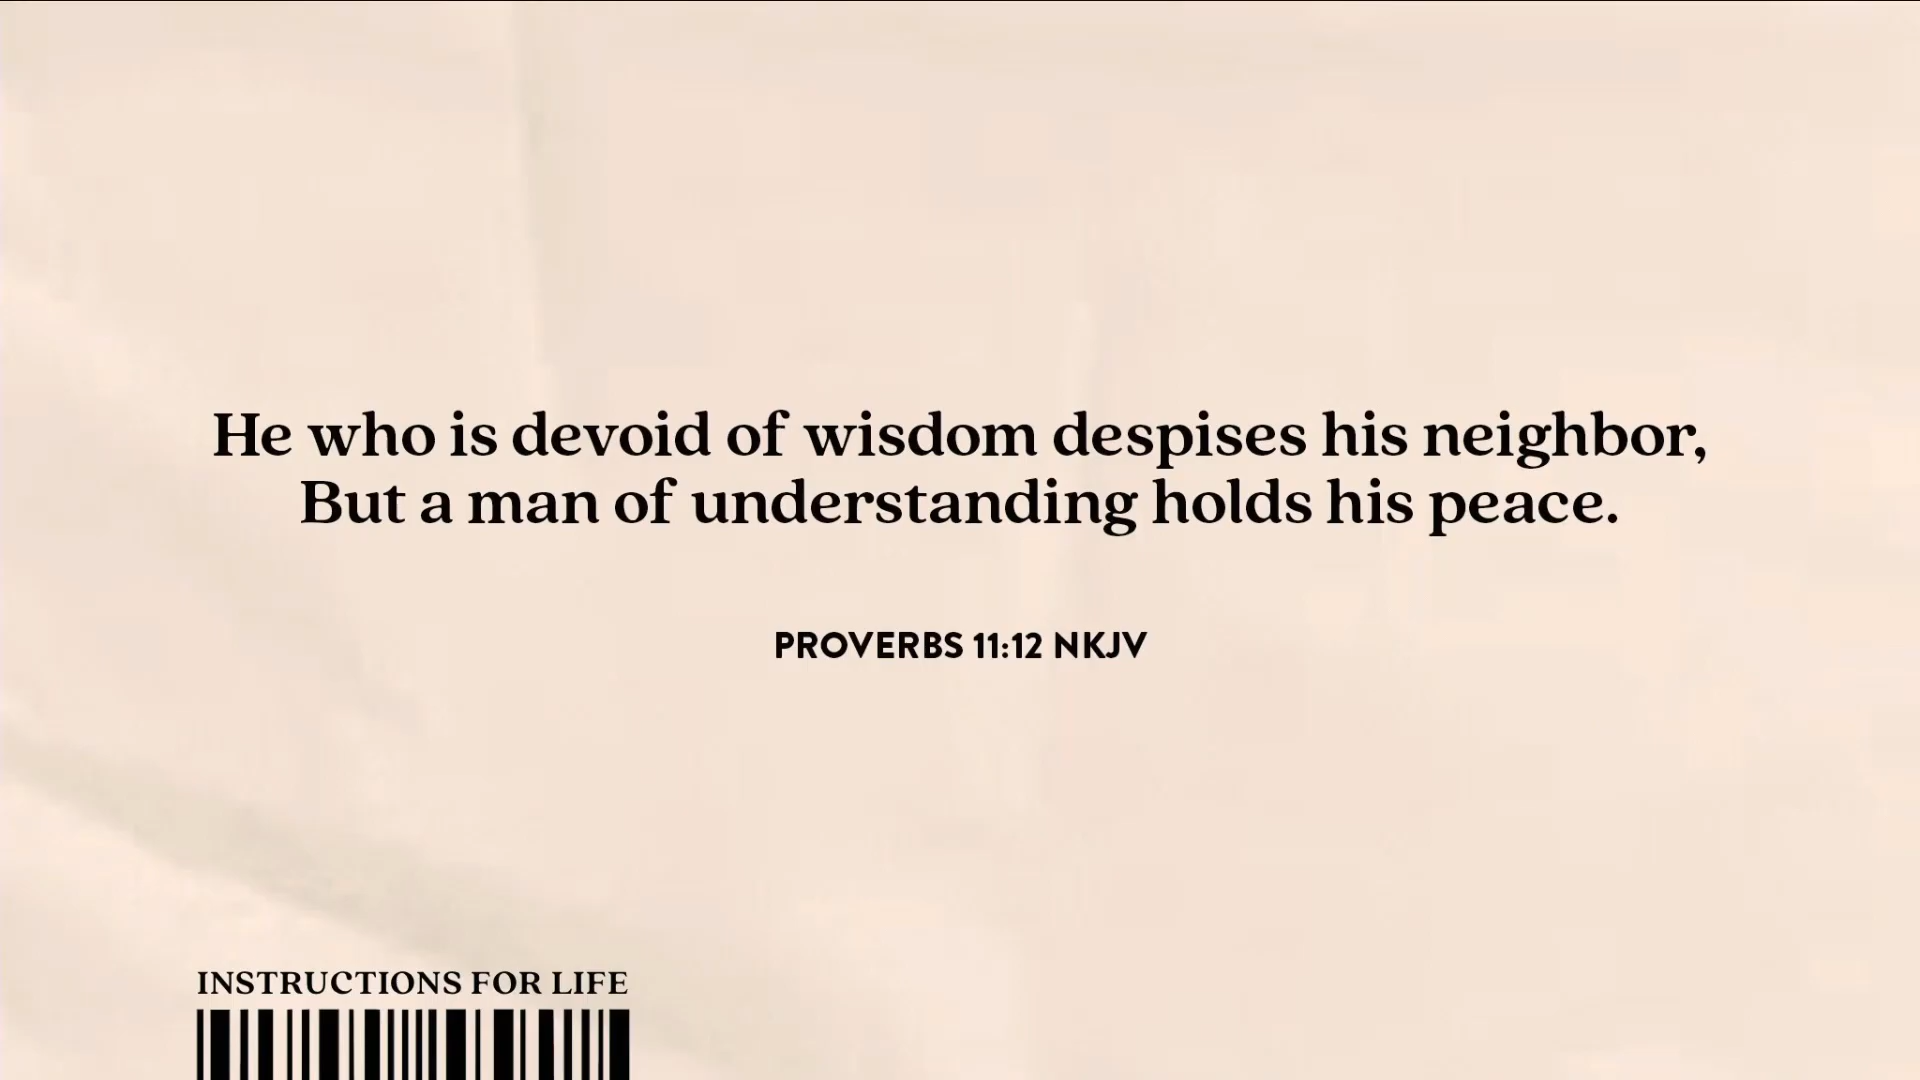 He who is devoid of wisdom despises his neighbor,
But a man of understanding holds his peace.
PROVERBS 11:12 NKJV
INSTRUCTIONS FOR LIFE